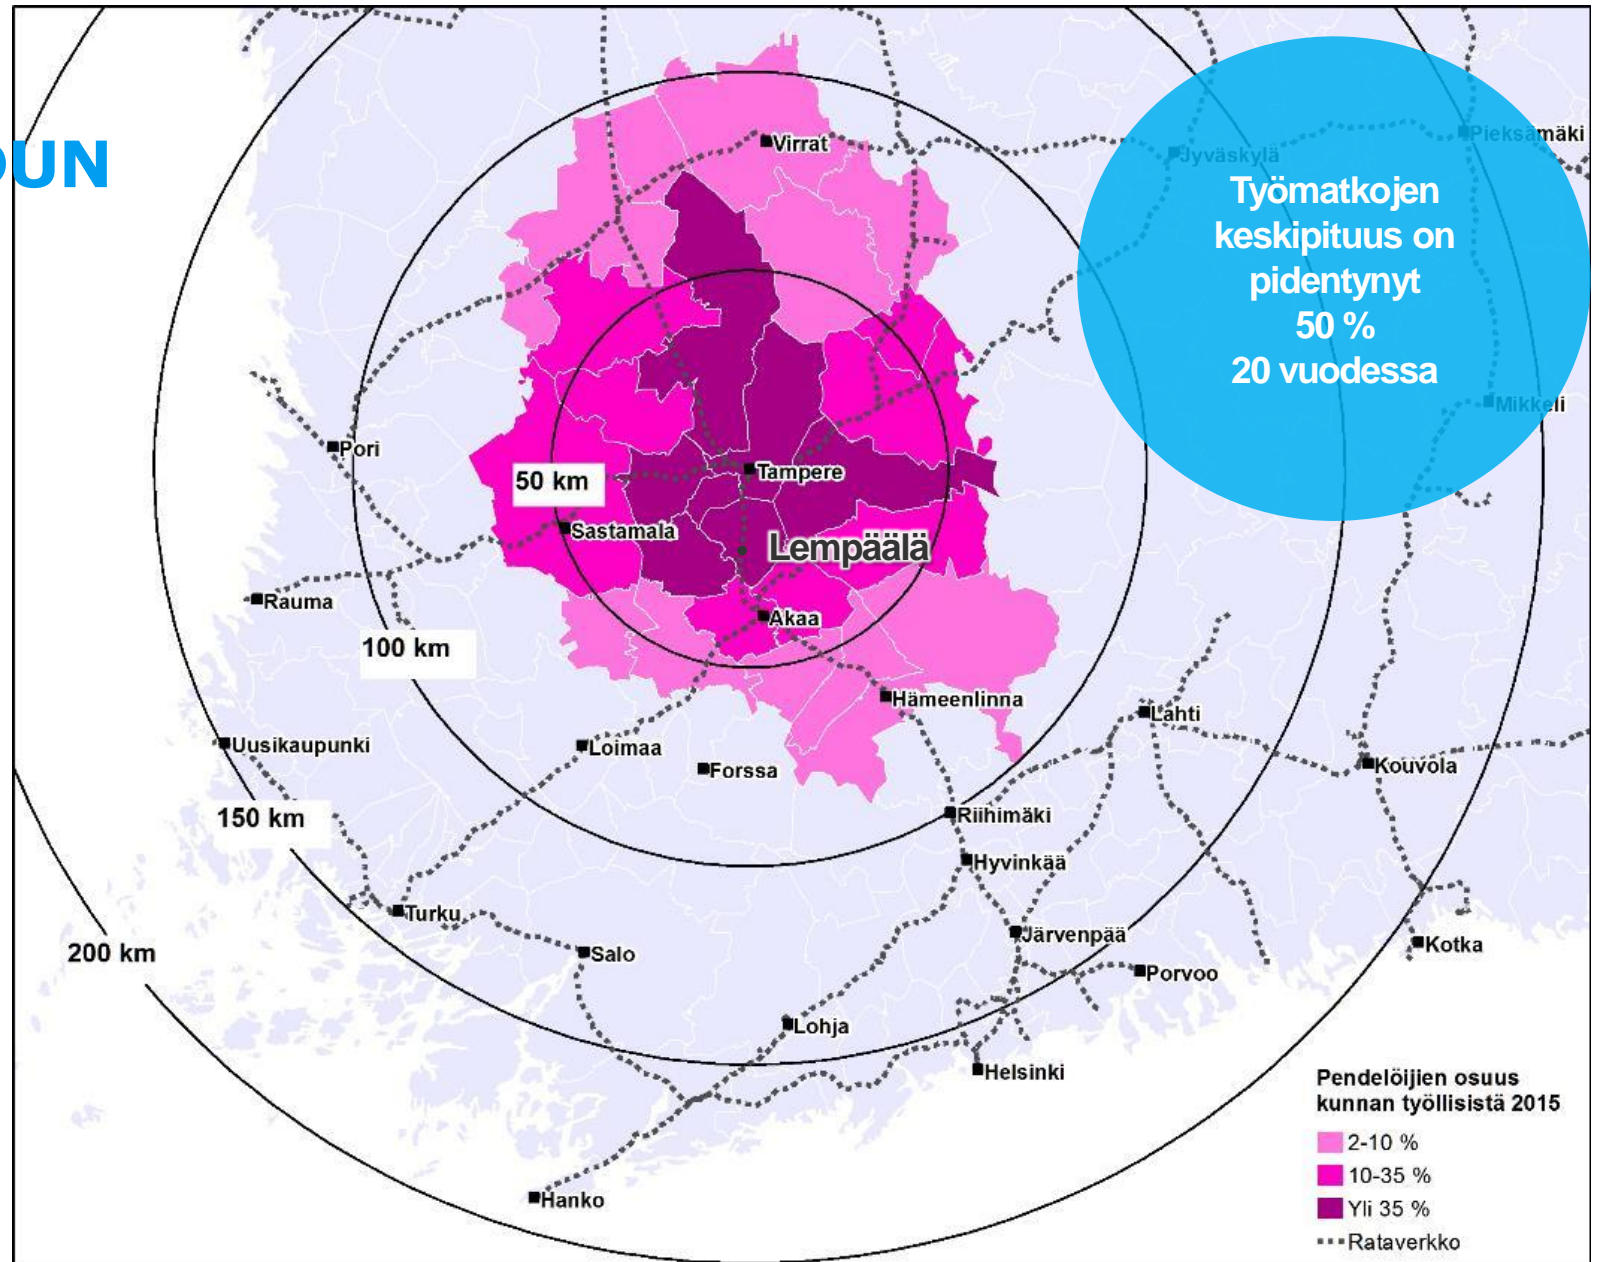 OUN
Työmatkojen
keskipituus on
pidentynyt
50 %
20 vuodessa
Virrat
Jyväskylä
Pieksämäki
Mikkeli
Pori
50 km
Tampere
Sastamala
Lempäälä
Rauma
Akaa
100 km
Hämeenlinna
Lahti
Uusikaupunki
Loimaa
Forssa
Kouvola
150 km
Riihimäki
Hyvinkää
Turku
Järvenpää
Kotka
200 km
Salo
Porvoo
Lohja
Helsinki
Hanko
Pendelöijien osuus
kunnan työllisistä 2015
2-10 %
10-35 %
Yli 35 %
Rataverkko